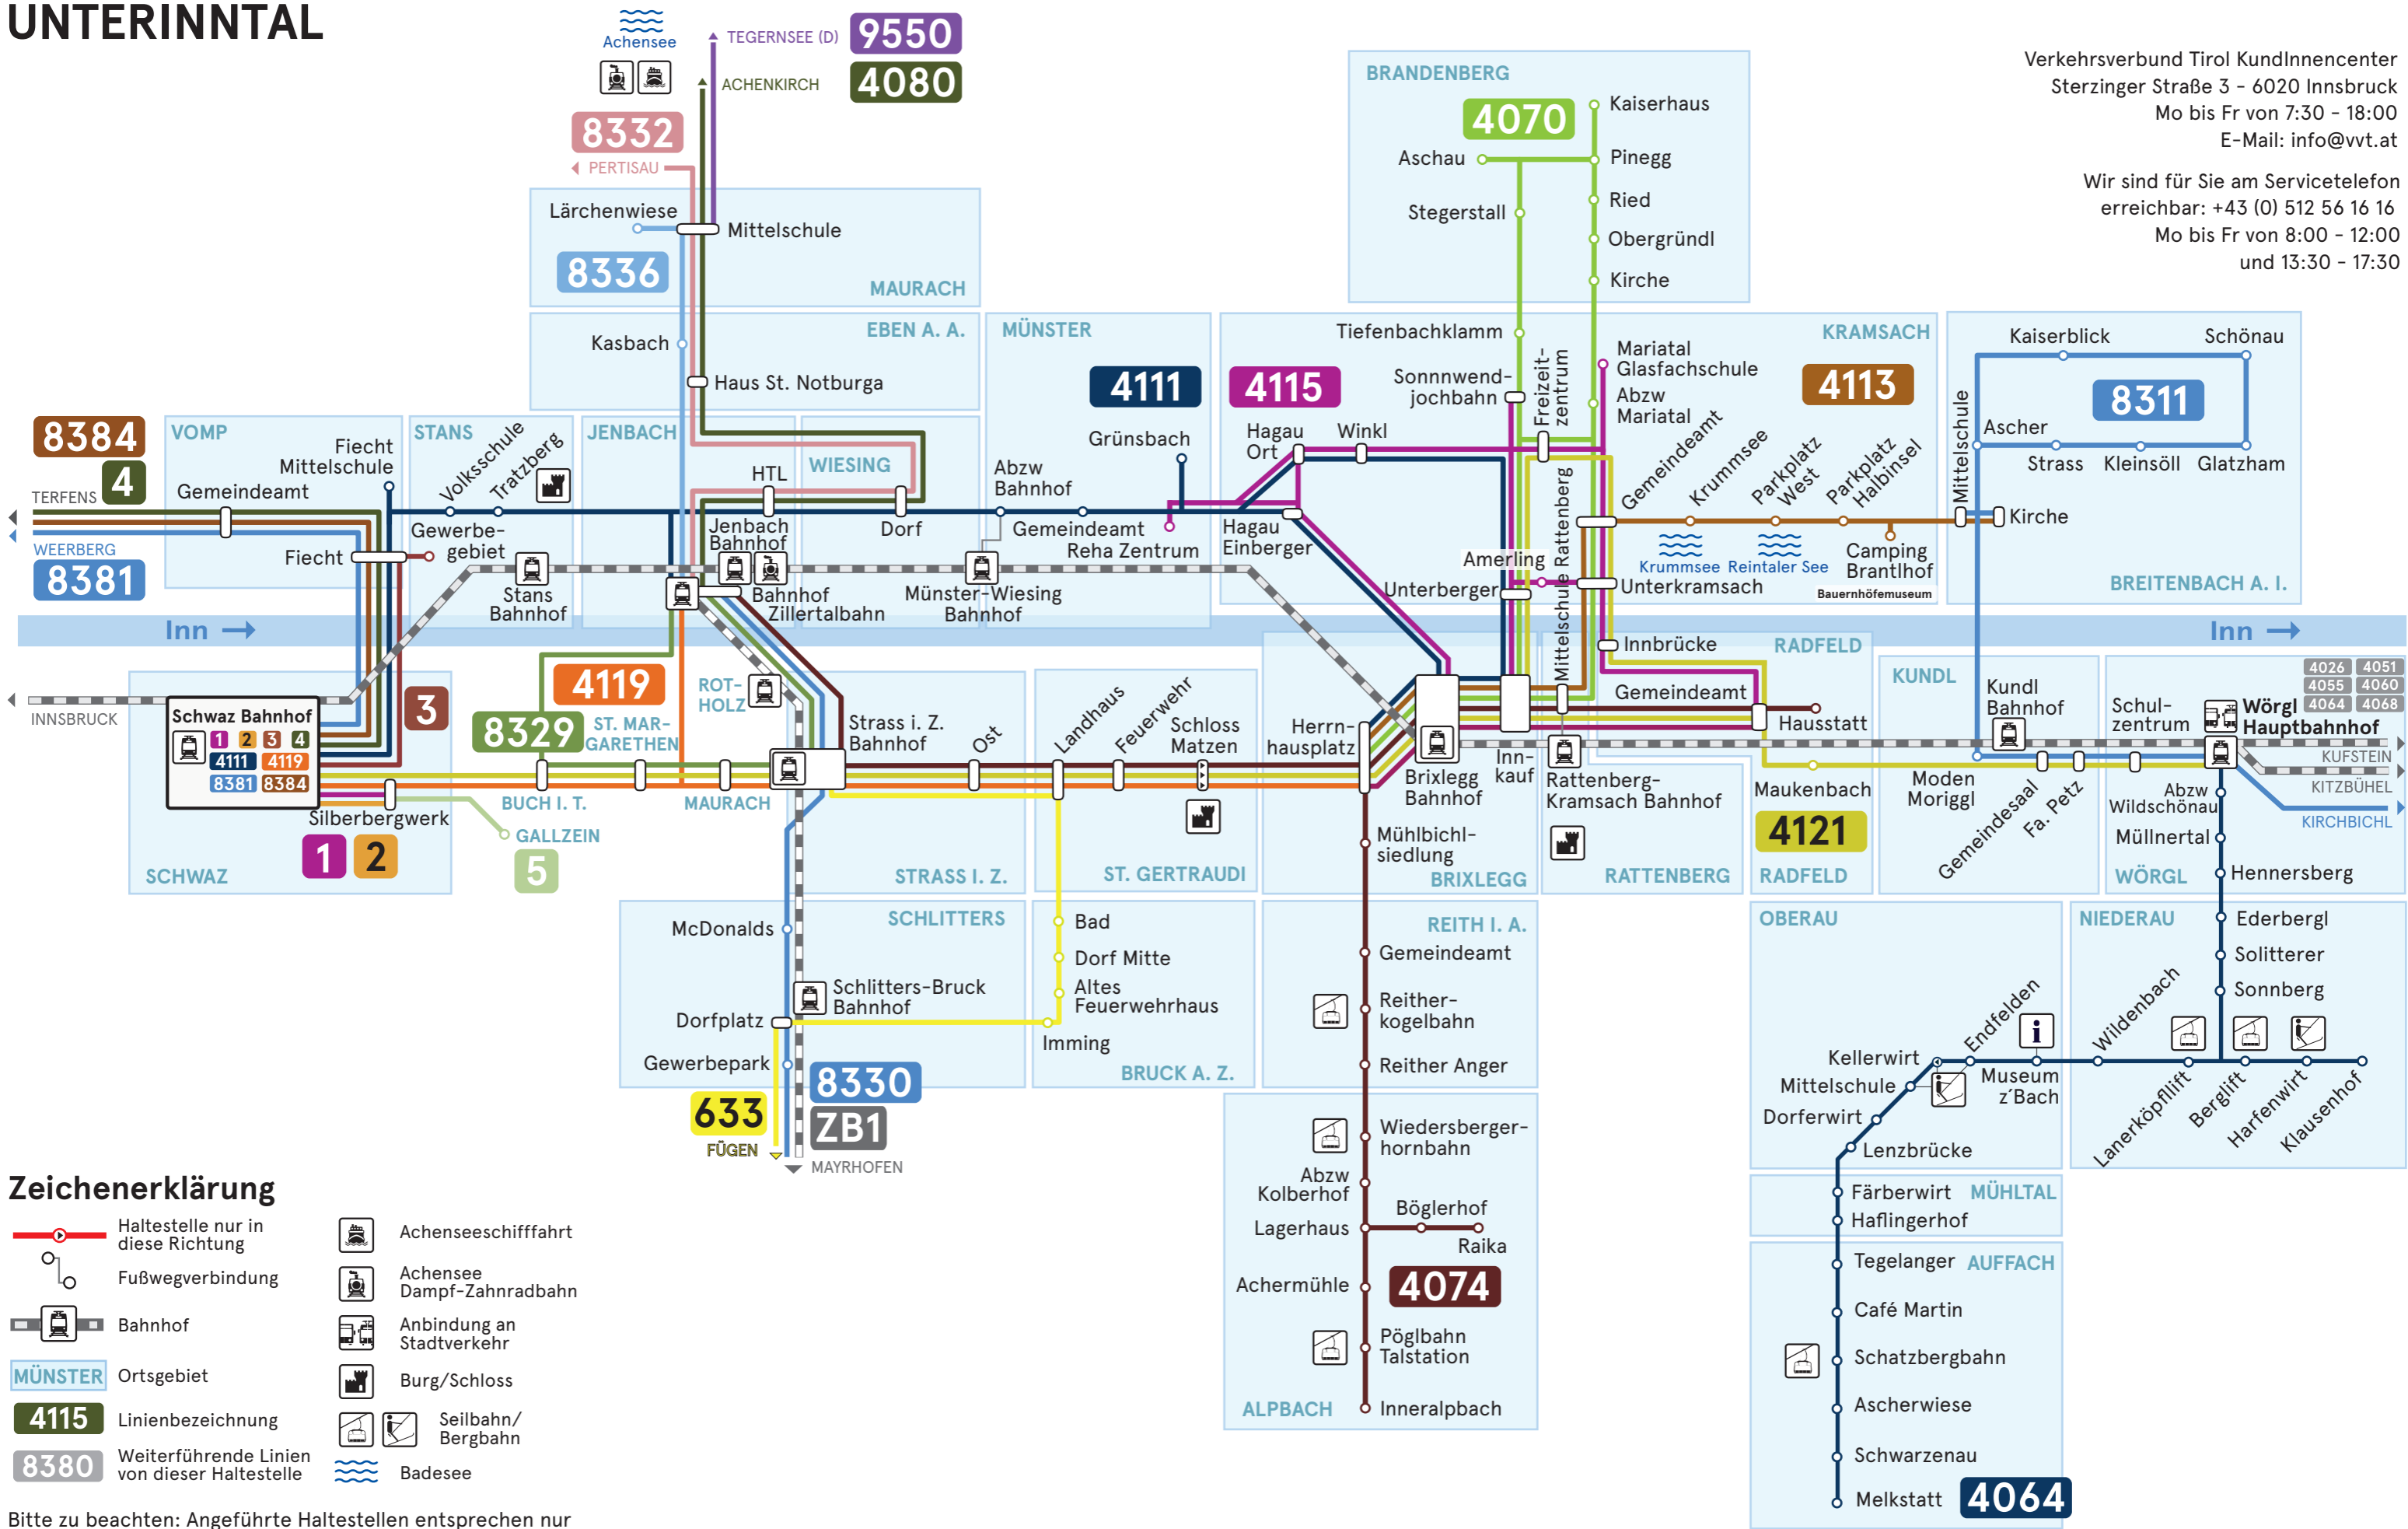 UNTERINNTAL
Achensee
TEGERNSEE (D)
9550
ACHENKIRCH
4080
8332
PERTISAU
Verkehrsverbund Tirol KundInnencenter
Sterzinger Straße 3 - 6020 Innsbruck
Mo bis Fr von 7:30 - 18:00
E-Mail: info@vvt.at
Wir sind für Sie am Servicetelefon
erreichbar: +43 (0) 512 56 16 16
Mo bis Fr von 8:00 - 12:00
und 13:30 - 17:30
BRANDENBERG
4070
Kaiserhaus
Aschau
Pinegg
Stegerstall
Ried
Obergründl
Kirche
Lärchenwiese
Mittelschule
8336
MAURACH
EBEN A. A.
Kasbach
Haus St. Notburga
MÜNSTER
4111
Grünsbach
Abzw
Bahnhof
Gemeindeamt
Reha Zentrum
4115
Hagau
Ort
Winkl
Hagau
Einberger
Tiefenbachklamm
KRAMSACH
Sonnnwend-
jochbahn
Freizeit-
zentrum
Mariatal
Glasfachschule
Abzw
Mariatal
4113
Gemeindeamt
Krummsee
Parkplatz
West
Parkplatz
Halbinsel
Mittelschule Rattenberg
Amerling
Unterberger
Unterkramsach
Krummsee
Reintaler See
Camping
Brantlhof
Bauernhöfemuseum
Mittelschule
Kaiserblick
Schönau
8311
Ascher
Strass
Kleinsöll
Glatzham
Kirche
BREITENBACH A. I.
8384
4
TERFENS
WEERBERG
8381
VOMP
Fiecht
Mittelschule
Gemeindeamt
Fiecht
STANS
Volksschule
Tratzberg
Gewerbe-
gebiet
Stans
Bahnhof
JENBACH
HTL
Jenbach
Bahnhof
Bahnhof
Zillertalbahn
WIESING
Dorf
Münster-Wiesing
Bahnhof
Inn
Inn
INNSBRUCK
Schwaz Bahnhof
1 2 3 4
4111 4119
8381 8384
3
Silberbergwerk
1 2
SCHWAZ
GALLZEIN
5
8329
4119
BUCH I. T.
ST. MAR-
GARETHEN
MAURACH
ROT-
HOLZ
Strass i. Z.
Bahnhof
Ost
STRASS I. Z.
Landhaus
Feuerwehr
Schloss
Matzen
ST. GERTRAUDI
Herrn-
hausplatz
Brixlegg
Bahnhof
Inn-
kauf
Mühlbichl-
siedlung
BRIXLEGG
Rattenberg-
Kramsach Bahnhof
RATTENBERG
Innbrücke
RADFELD
Gemeindeamt
Hausstatt
Maukenbach
4121
RADFELD
KUNDL
Kundl
Bahnhof
Moden
Moriggl
Gemeindesaal
Fa. Petz
Schul-
zentrum
4026 4051
4055 4060
4064 4068
Wörgl
Hauptbahnhof
KUFSTEIN
KITZBÜHEL
KIRCHBICHL
Abzw
Wildschönau
Müllnertal
Hennersberg
WÖRGL
SCHLITTERS
McDonalds
Schlitters-Bruck
Bahnhof
Dorfplatz
Gewerbepark
633
FÜGEN
8330
ZB1
MAYRHOFEN
Bad
Dorf Mitte
Altes
Feuerwehrhaus
Imming
BRUCK A. Z.
REITH I. A.
Gemeindeamt
Reither-
kogelbahn
Reither Anger
Wiedersberger-
hornbahn
Abzw
Kolberhof
Lagerhaus
Böglerhof
Raika
Achermühle
4074
Pöglbahn
Talstation
ALPBACH
Inneralpbach
OBERAU
Kellerwirt
Endfelden
Mittelschule
Museum
z´Bach
Dorferwirt
Lenzbrücke
NIEDERAU
Ederbergl
Solitterer
Sonnberg
Wildenbach
Lanerköpfllift
Berglift
Harfenwirt
Klausenhof
Färberwirt
MÜHLTAL
Haflingerhof
Tegelanger
AUFFACH
Café Martin
Schatzbergbahn
Ascherwiese
Schwarzenau
Melkstatt
4064
Zeichenerklärung
Haltestelle nur in
diese Richtung
Fußwegverbindung
Bahnhof
MÜNSTER
Ortsgebiet
4115
Linienbezeichnung
8380
Weiterführende Linien
von dieser Haltestelle
Achenseeschifffahrt
Achensee
Dampf-Zahnradbahn
Anbindung an
Stadtverkehr
Burg/Schloss
Seilbahn/
Bergbahn
Badesee
Bitte zu beachten: Angeführte Haltestellen entsprechen nur